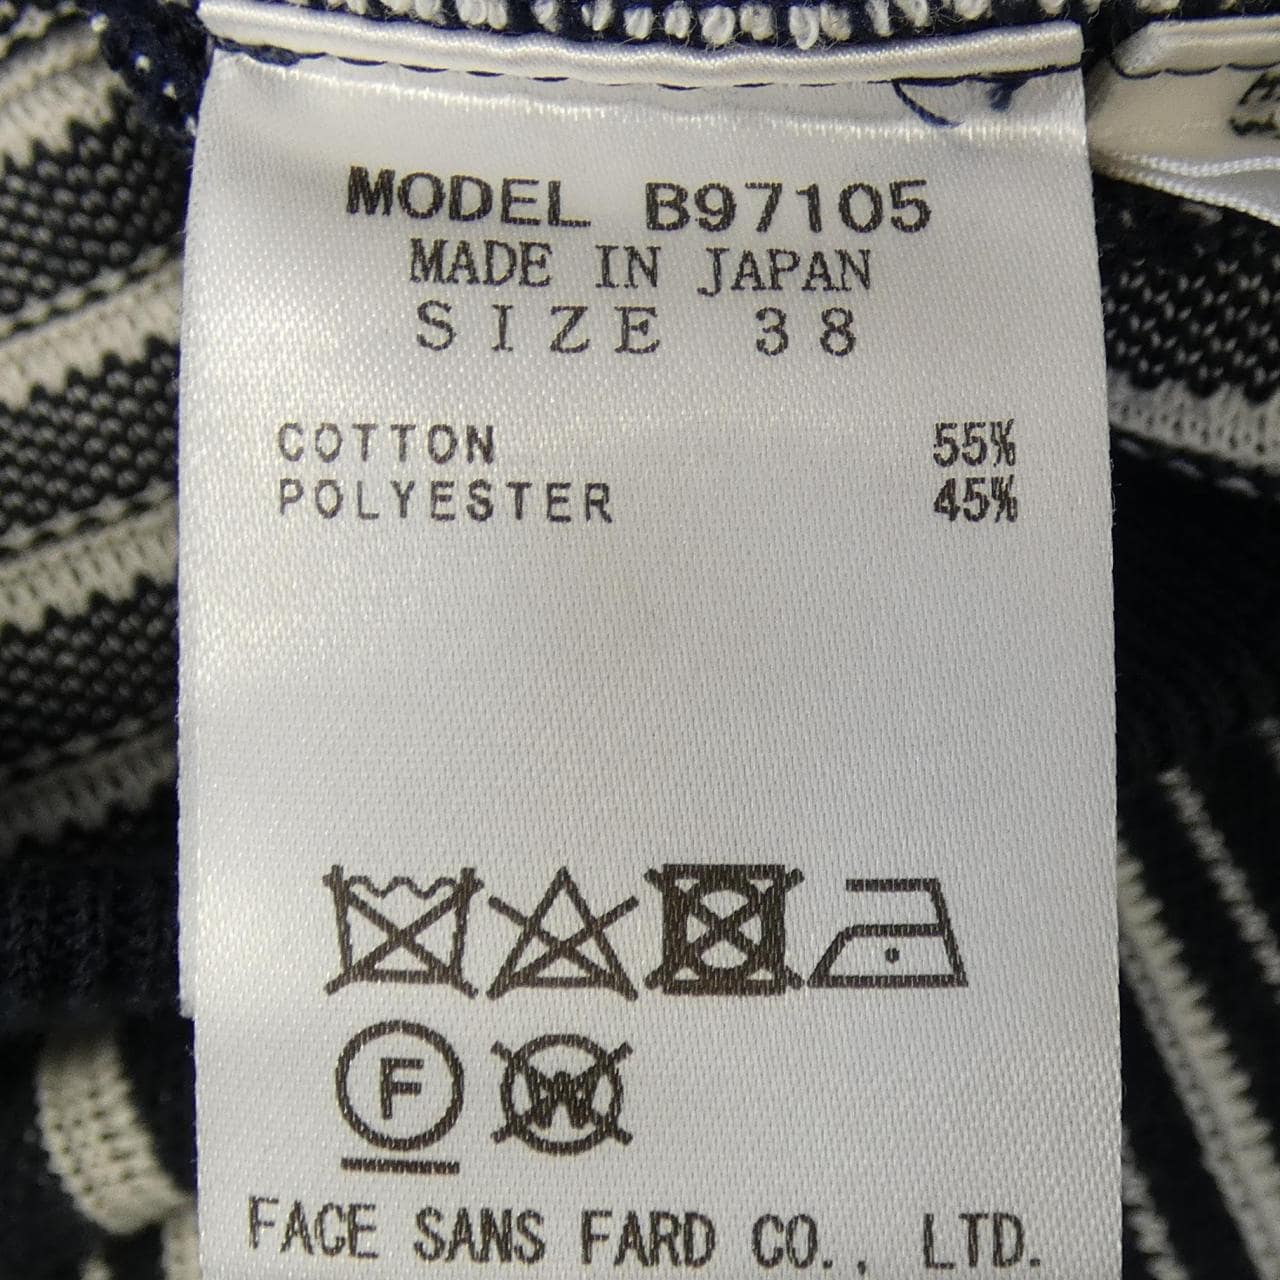 MODEL B97105
MADE IN JAPAN
SIZE 38
COTTON 55%
POLYESTER 45%
F W
FACE SANS FARD CO., LTD.